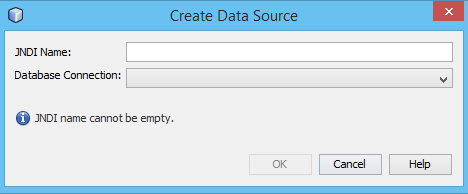 Create Data Source
JNDI Name:
Database Connection:
JNDI name cannot be empty.
OK Cancel Help